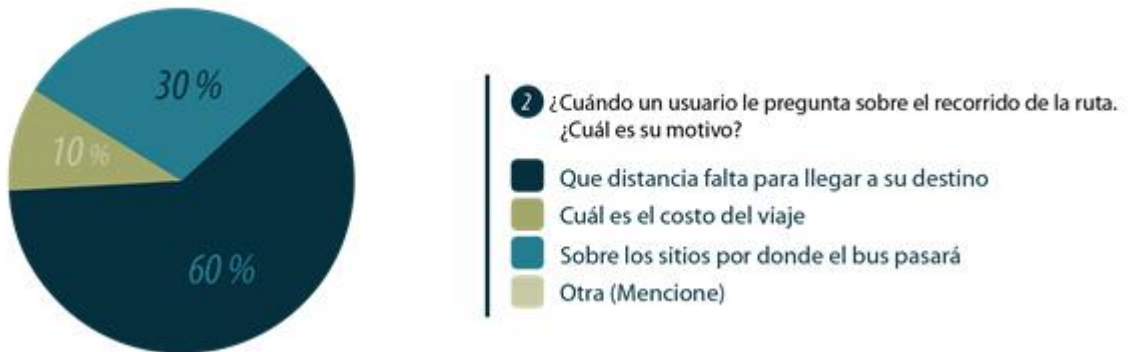 30 %
10 %
60 %
2 ¿Cuándo un usuario le pregunta sobre el recorrido de la ruta.
¿Cuál es su motivo?
Que distancia falta para llegar a su destino
Cuál es el costo del viaje
Sobre los sitios por donde el bus pasará
Otra (Mencione)